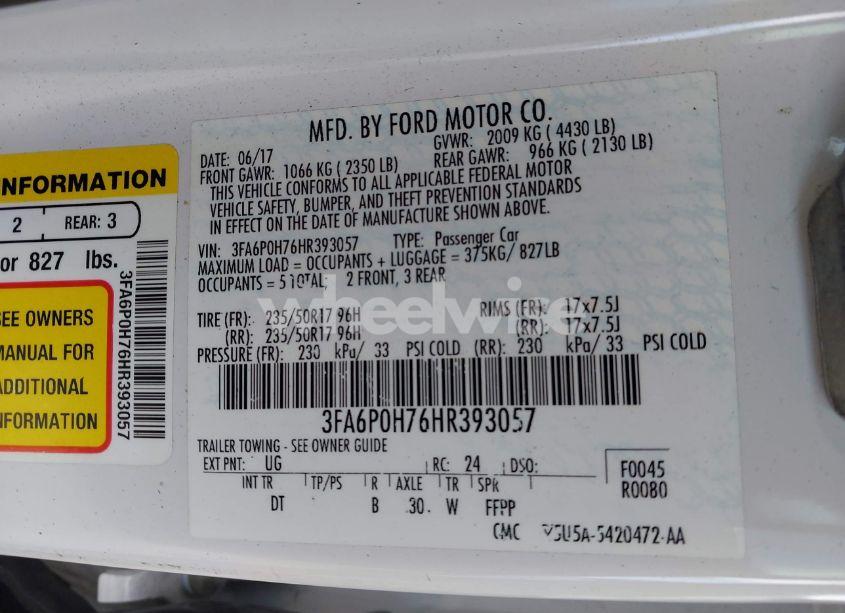 INFORMATION
2 REAR: 3
or 827 lbs.
SEE OWNERS
MANUAL FOR
ADDITIONAL
INFORMATION
3FA6P0H76HR393057
MFD. BY FORD MOTOR CO.
DATE: 06/17 GVWR: 2009 KG ( 4430 LB)
FRONT GAWR: 1066 KG ( 2350 LB) REAR GAWR: 966 KG ( 2130 LB)
THIS VEHICLE CONFORMS TO ALL APPLICABLE FEDERAL MOTOR
VEHICLE SAFETY, BUMPER, AND THEFT PREVENTION STANDARDS
IN EFFECT ON THE DATE OF MANUFACTURE SHOWN ABOVE.
VIN: 3FA6P0H76HR393057 TYPE: Passenger Car
MAXIMUM LOAD = OCCUPANTS + LUGGAGE = 375KG/ 827LB
OCCUPANTS = 5 TOTAL, 2 FRONT, 3 REAR
wheelwire
TIRE (FR): 235/50R17 96H RIMS (FR): 17x7.5J
(RR): 235/50R17 96H (RR): 17x7.5J
PRESSURE (FR): 230 kPa/ 33 PSI COLD (RR): 230 kPa/ 33 PSI COLD
3FA6P0H76HR393057
TRAILER TOWING - SEE OWNER GUIDE
EXT PNT: UG RC: 24 DSO: F0045
INT TR TP/PS R AXLE TR SPR R0080
DT B 30 W FFPP
CMC 5U5A-5420472-AA